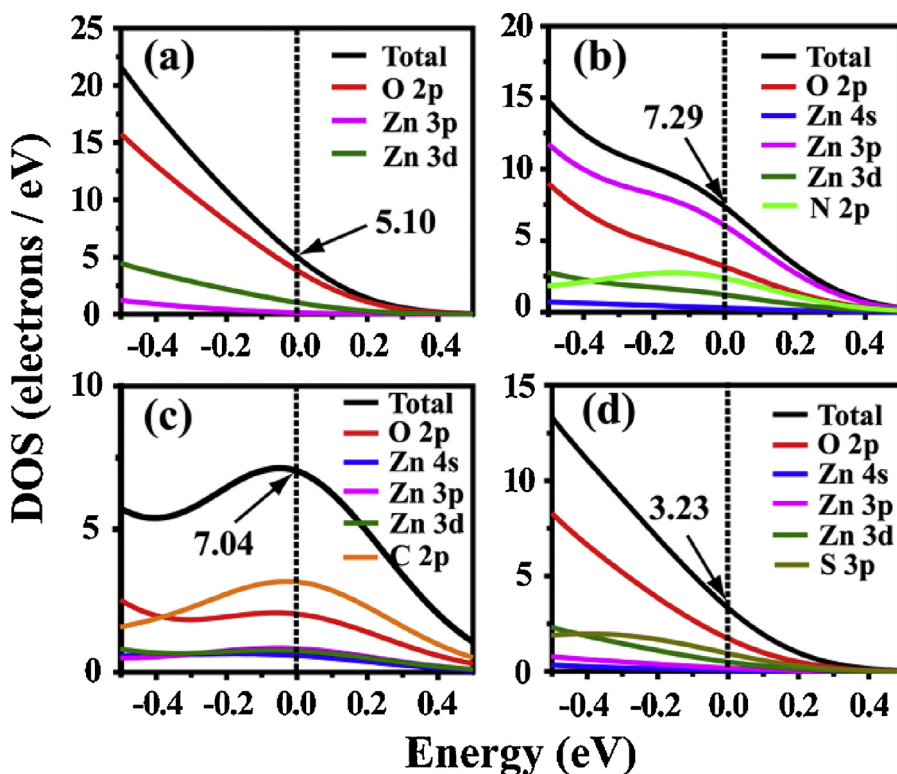 DOS (electrons / eV)
(a)
Total
O 2p
Zn 3p
Zn 3d
5.10
25
20
15
10
5
0
-0.4 -0.2 0.0 0.2 0.4
(b)
Total
O 2p
Zn 4s
Zn 3p
Zn 3d
N 2p
7.29
20
15
10
5
0
-0.4 -0.2 0.0 0.2 0.4
(c)
Total
O 2p
Zn 4s
Zn 3p
Zn 3d
C 2p
7.04
10
5
0
-0.4 -0.2 0.0 0.2 0.4
(d)
Total
O 2p
Zn 4s
Zn 3p
Zn 3d
S 3p
3.23
15
10
5
0
-0.4 -0.2 0.0 0.2 0.4
Energy (eV)